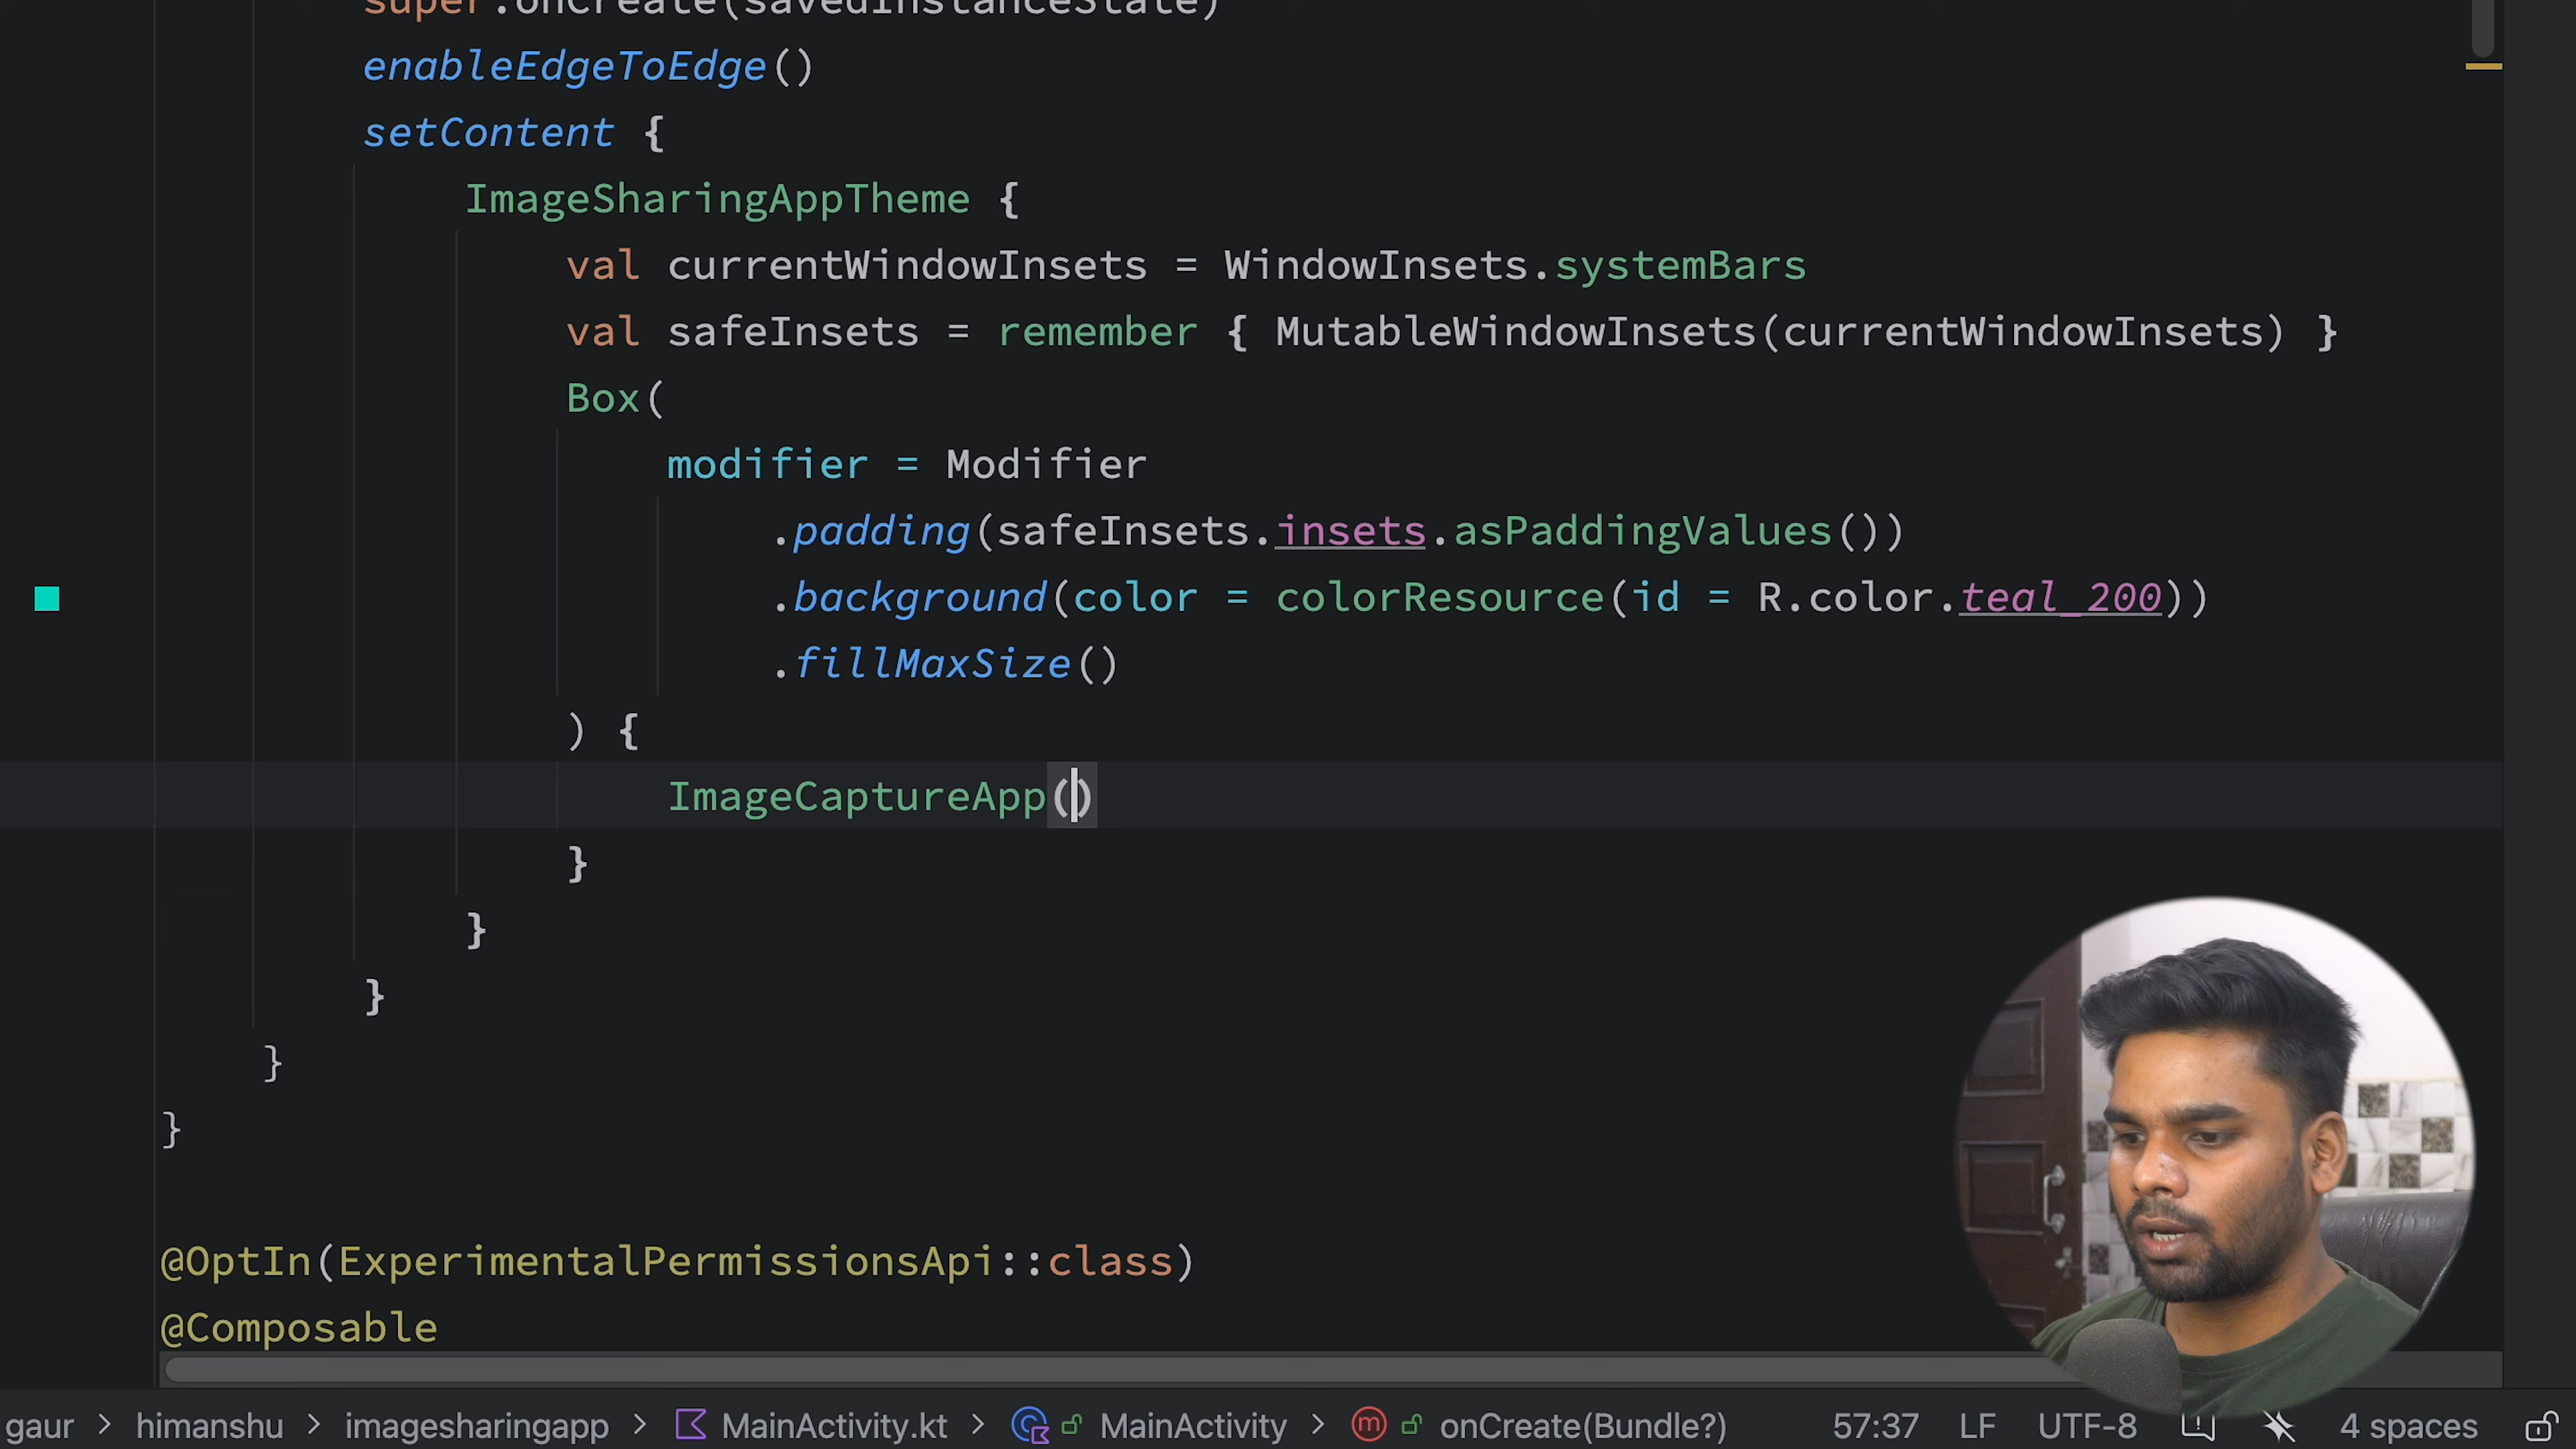 super.onCreate(savedInstanceState)
enableEdgeToEdge()
setContent {
ImageSharingAppTheme {
val currentWindowInsets = WindowInsets.systemBars
val safeInsets = remember { MutableWindowInsets(currentWindowInsets) }
Box(
modifier = Modifier
.padding(safeInsets.insets.asPaddingValues())
.background(color = colorResource(id = R.color.teal_200))
.fillMaxSize()
) {
ImageCaptureApp()
}
}
}
}
}
@OptIn(ExperimentalPermissionsApi::class)
@Composable
gaur > himanshu > imagesharingapp > MainActivity.kt > MainActivity > onCreate(Bundle?) 57:37 LF UTF-8 4 spaces